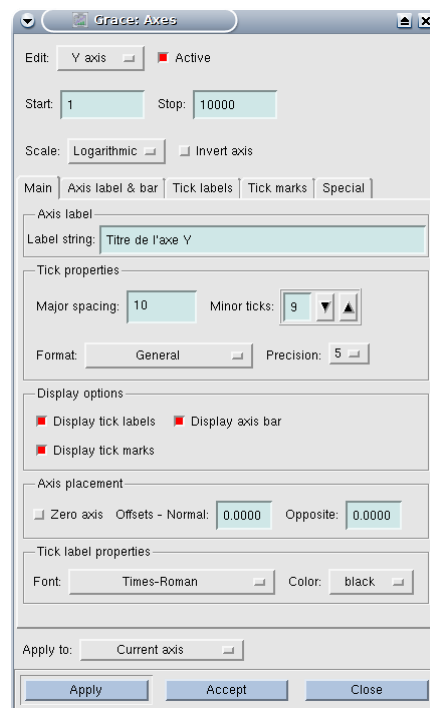 Grace: Axes
Edit: Y axis Active
Start: 1 Stop: 10000
Scale: Logarithmic Invert axis
Main Axis label & bar Tick labels Tick marks Special
Axis label
Label string: Titre de l'axe Y
Tick properties
Major spacing: 10 Minor ticks: 9
Format: General Precision: 5
Display options
Display tick labels Display axis bar
Display tick marks
Axis placement
Zero axis Offsets - Normal: 0.0000 Opposite: 0.0000
Tick label properties
Font: Times-Roman Color: black
Apply to: Current axis
Apply Accept Close